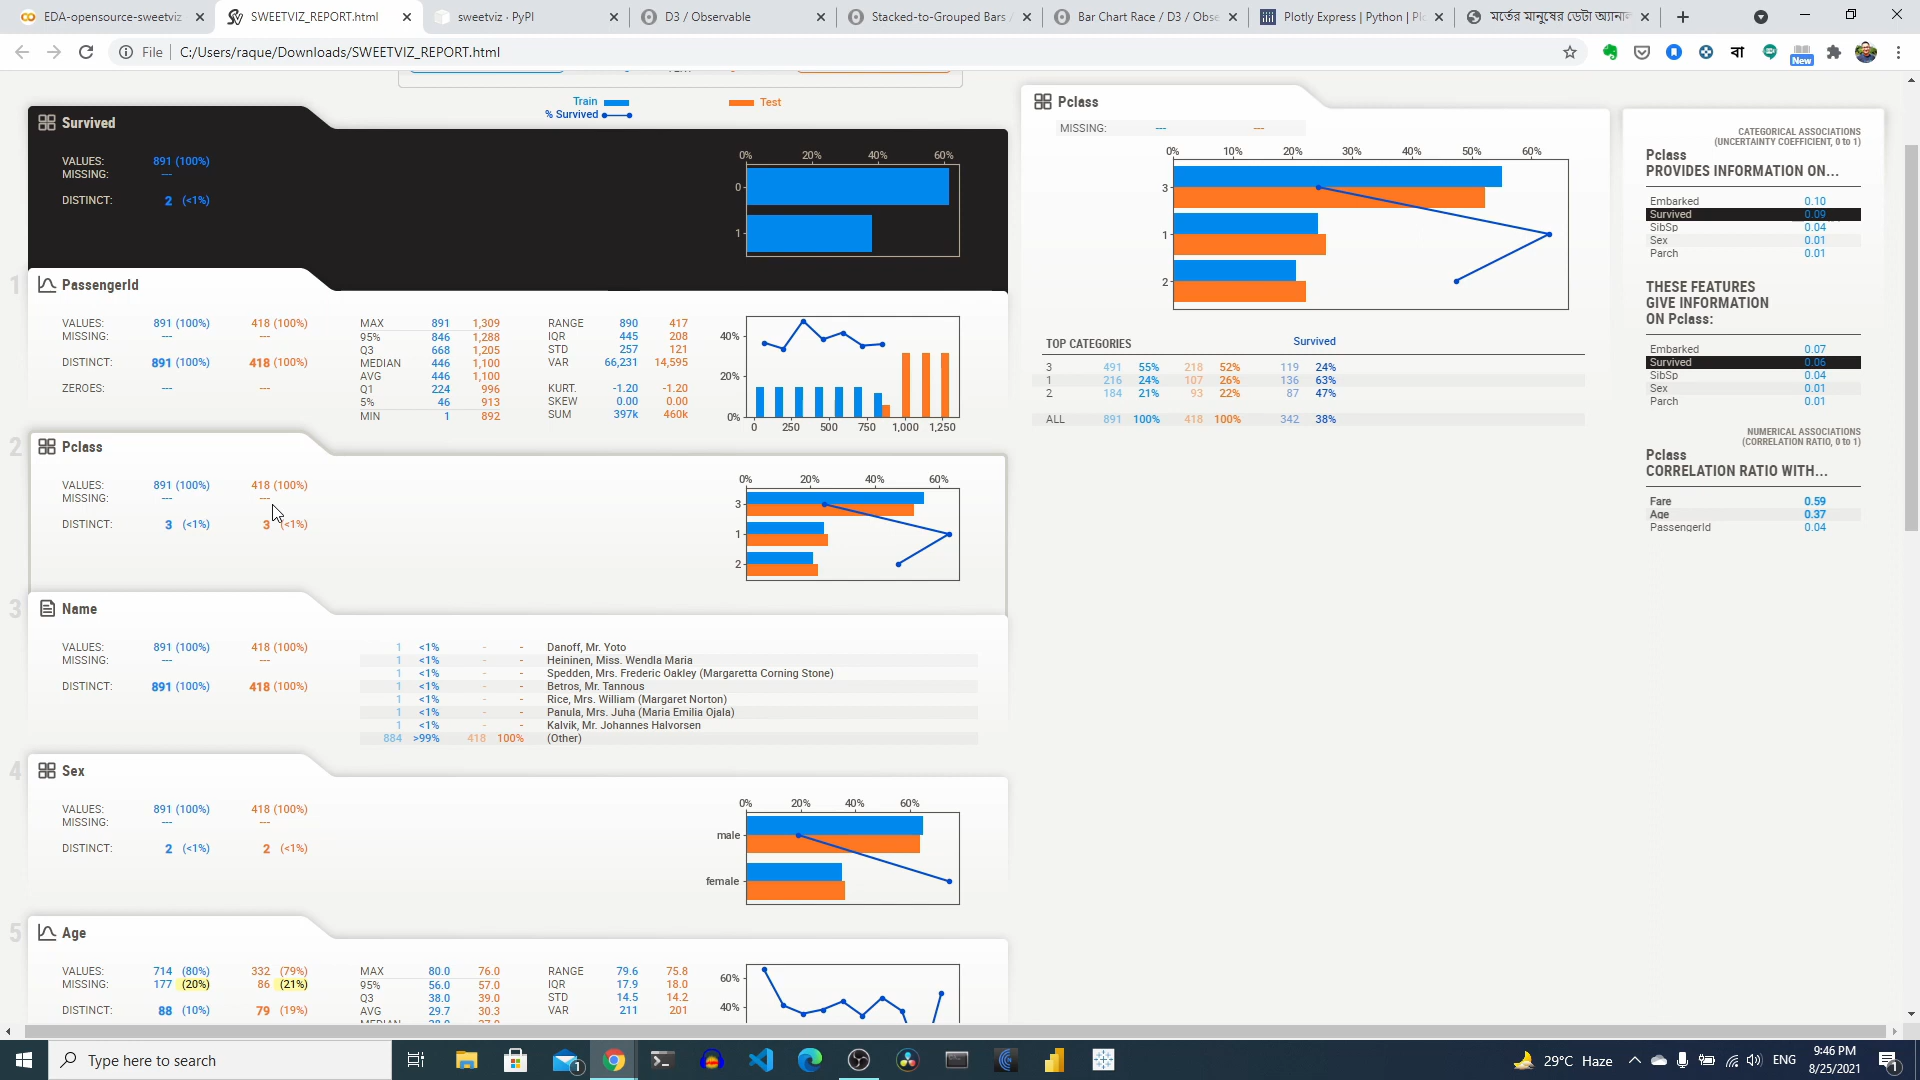 EDA-opensource-sweetviz
SWEETVIZ_REPORT.html
sweetviz · PyPI
D3 / Observable
Stacked-to-Grouped Bars /
Bar Chart Race / D3 / Obse
Plotly Express | Python | Plo
মর্তের মানুষের ডেটা অ্যানাল
File C:/Users/raque/Downloads/SWEETVIZ_REPORT.html
বা
New
Train
% Survived
Test
Survived
VALUES: 891 (100%)
MISSING: ---
DISTINCT: 2 (<1%)
0% 20% 40% 60%
0
1
1
PassengerId
VALUES: 891 (100%) 418 (100%)
MISSING: --- ---
DISTINCT: 891 (100%) 418 (100%)
ZEROES: --- ---
MAX 891 1,309
95% 846 1,288
Q3 668 1,205
MEDIAN 446 1,100
AVG 446 1,100
Q1 224 996
5% 46 913
MIN 1 892
RANGE 890 417
IQR 445 208
STD 257 121
VAR 66,231 14,595
KURT. -1.20 -1.20
SKEW 0.00 0.00
SUM 397k 460k
40%
20%
0%
0 250 500 750 1,000 1,250
2
Pclass
VALUES: 891 (100%) 418 (100%)
MISSING: --- ---
DISTINCT: 3 (<1%) 3 (<1%)
0% 20% 40% 60%
3
1
2
3
Name
VALUES: 891 (100%) 418 (100%)
MISSING: --- ---
DISTINCT: 891 (100%) 418 (100%)
1 <1% - - Danoff, Mr. Yoto
1 <1% - - Heininen, Miss. Wendla Maria
1 <1% - - Spedden, Mrs. Frederic Oakley (Margaretta Corning Stone)
1 <1% - - Betros, Mr. Tannous
1 <1% - - Rice, Mrs. William (Margaret Norton)
1 <1% - - Panula, Mrs. Juha (Maria Emilia Ojala)
1 <1% - - Kalvik, Mr. Johannes Halvorsen
884 >99% 418 100% (Other)
4
Sex
VALUES: 891 (100%) 418 (100%)
MISSING: --- ---
DISTINCT: 2 (<1%) 2 (<1%)
0% 20% 40% 60%
male
female
5
Age
VALUES: 714 (80%) 332 (79%)
MISSING: 177 (20%) 86 (21%)
DISTINCT: 88 (10%) 79 (19%)
MAX 80.0 76.0
95% 56.0 57.0
Q3 38.0 39.0
AVG 29.7 30.3
RANGE 79.6 75.8
IQR 17.9 18.0
STD 14.5 14.2
VAR 211 201
60%
40%
Pclass
MISSING: --- ---
0% 10% 20% 30% 40% 50% 60%
3
1
2
TOP CATEGORIES Survived
3 491 55% 218 52% 119 24%
1 216 24% 107 26% 136 63%
2 184 21% 93 22% 87 47%
ALL 891 100% 418 100% 342 38%
CATEGORICAL ASSOCIATIONS
(UNCERTAINTY COEFFICIENT, 0 to 1)
Pclass
PROVIDES INFORMATION ON...
Embarked 0.10
Survived 0.09
SibSp 0.04
Sex 0.01
Parch 0.01
THESE FEATURES
GIVE INFORMATION
ON Pclass:
Embarked 0.07
Survived 0.06
SibSp 0.04
Sex 0.01
Parch 0.01
NUMERICAL ASSOCIATIONS
(CORRELATION RATIO, 0 to 1)
Pclass
CORRELATION RATIO WITH...
Fare 0.59
Age 0.37
PassengerId 0.04
Type here to search
1
29°C Haze
ENG
9:46 PM
8/25/2021
1